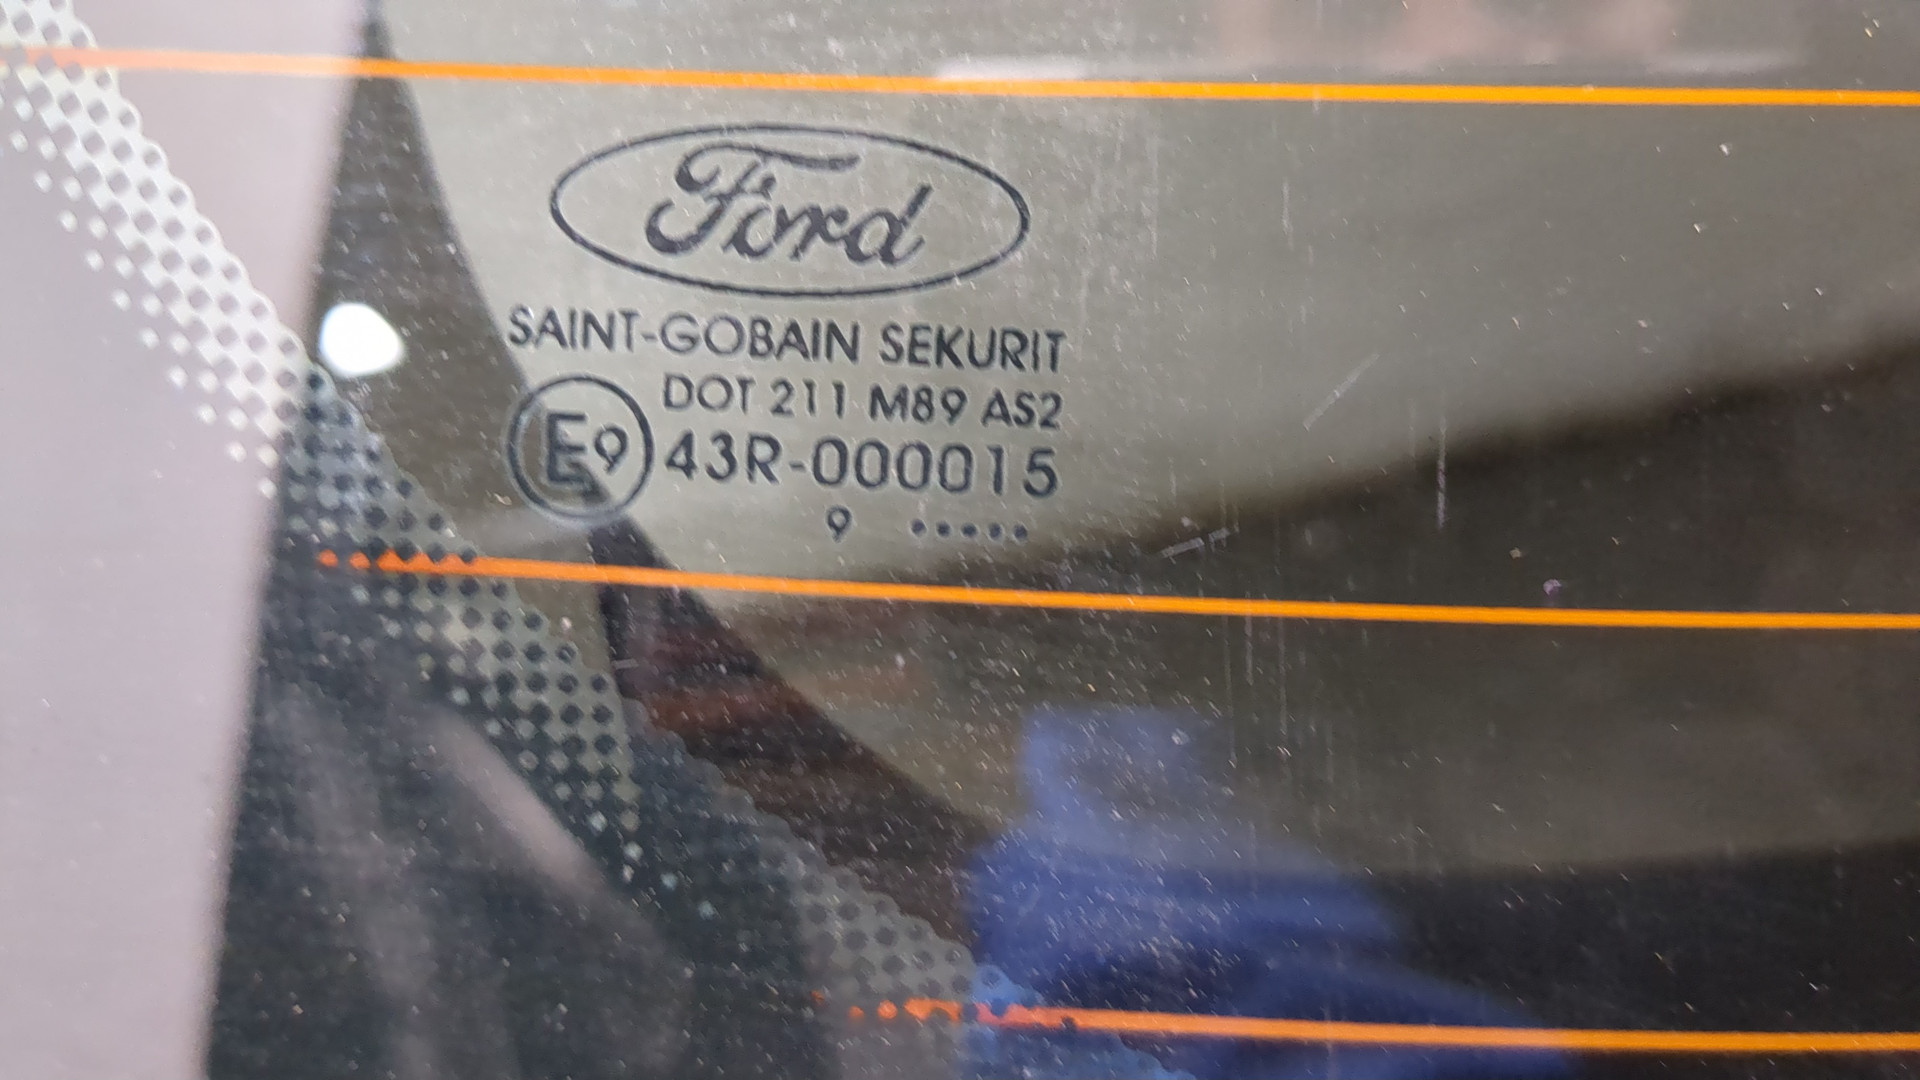 Ford
SAINT-GOBAIN SEKURIT
DOT 211 M89 AS2
E9 43R-000015
9 •••••